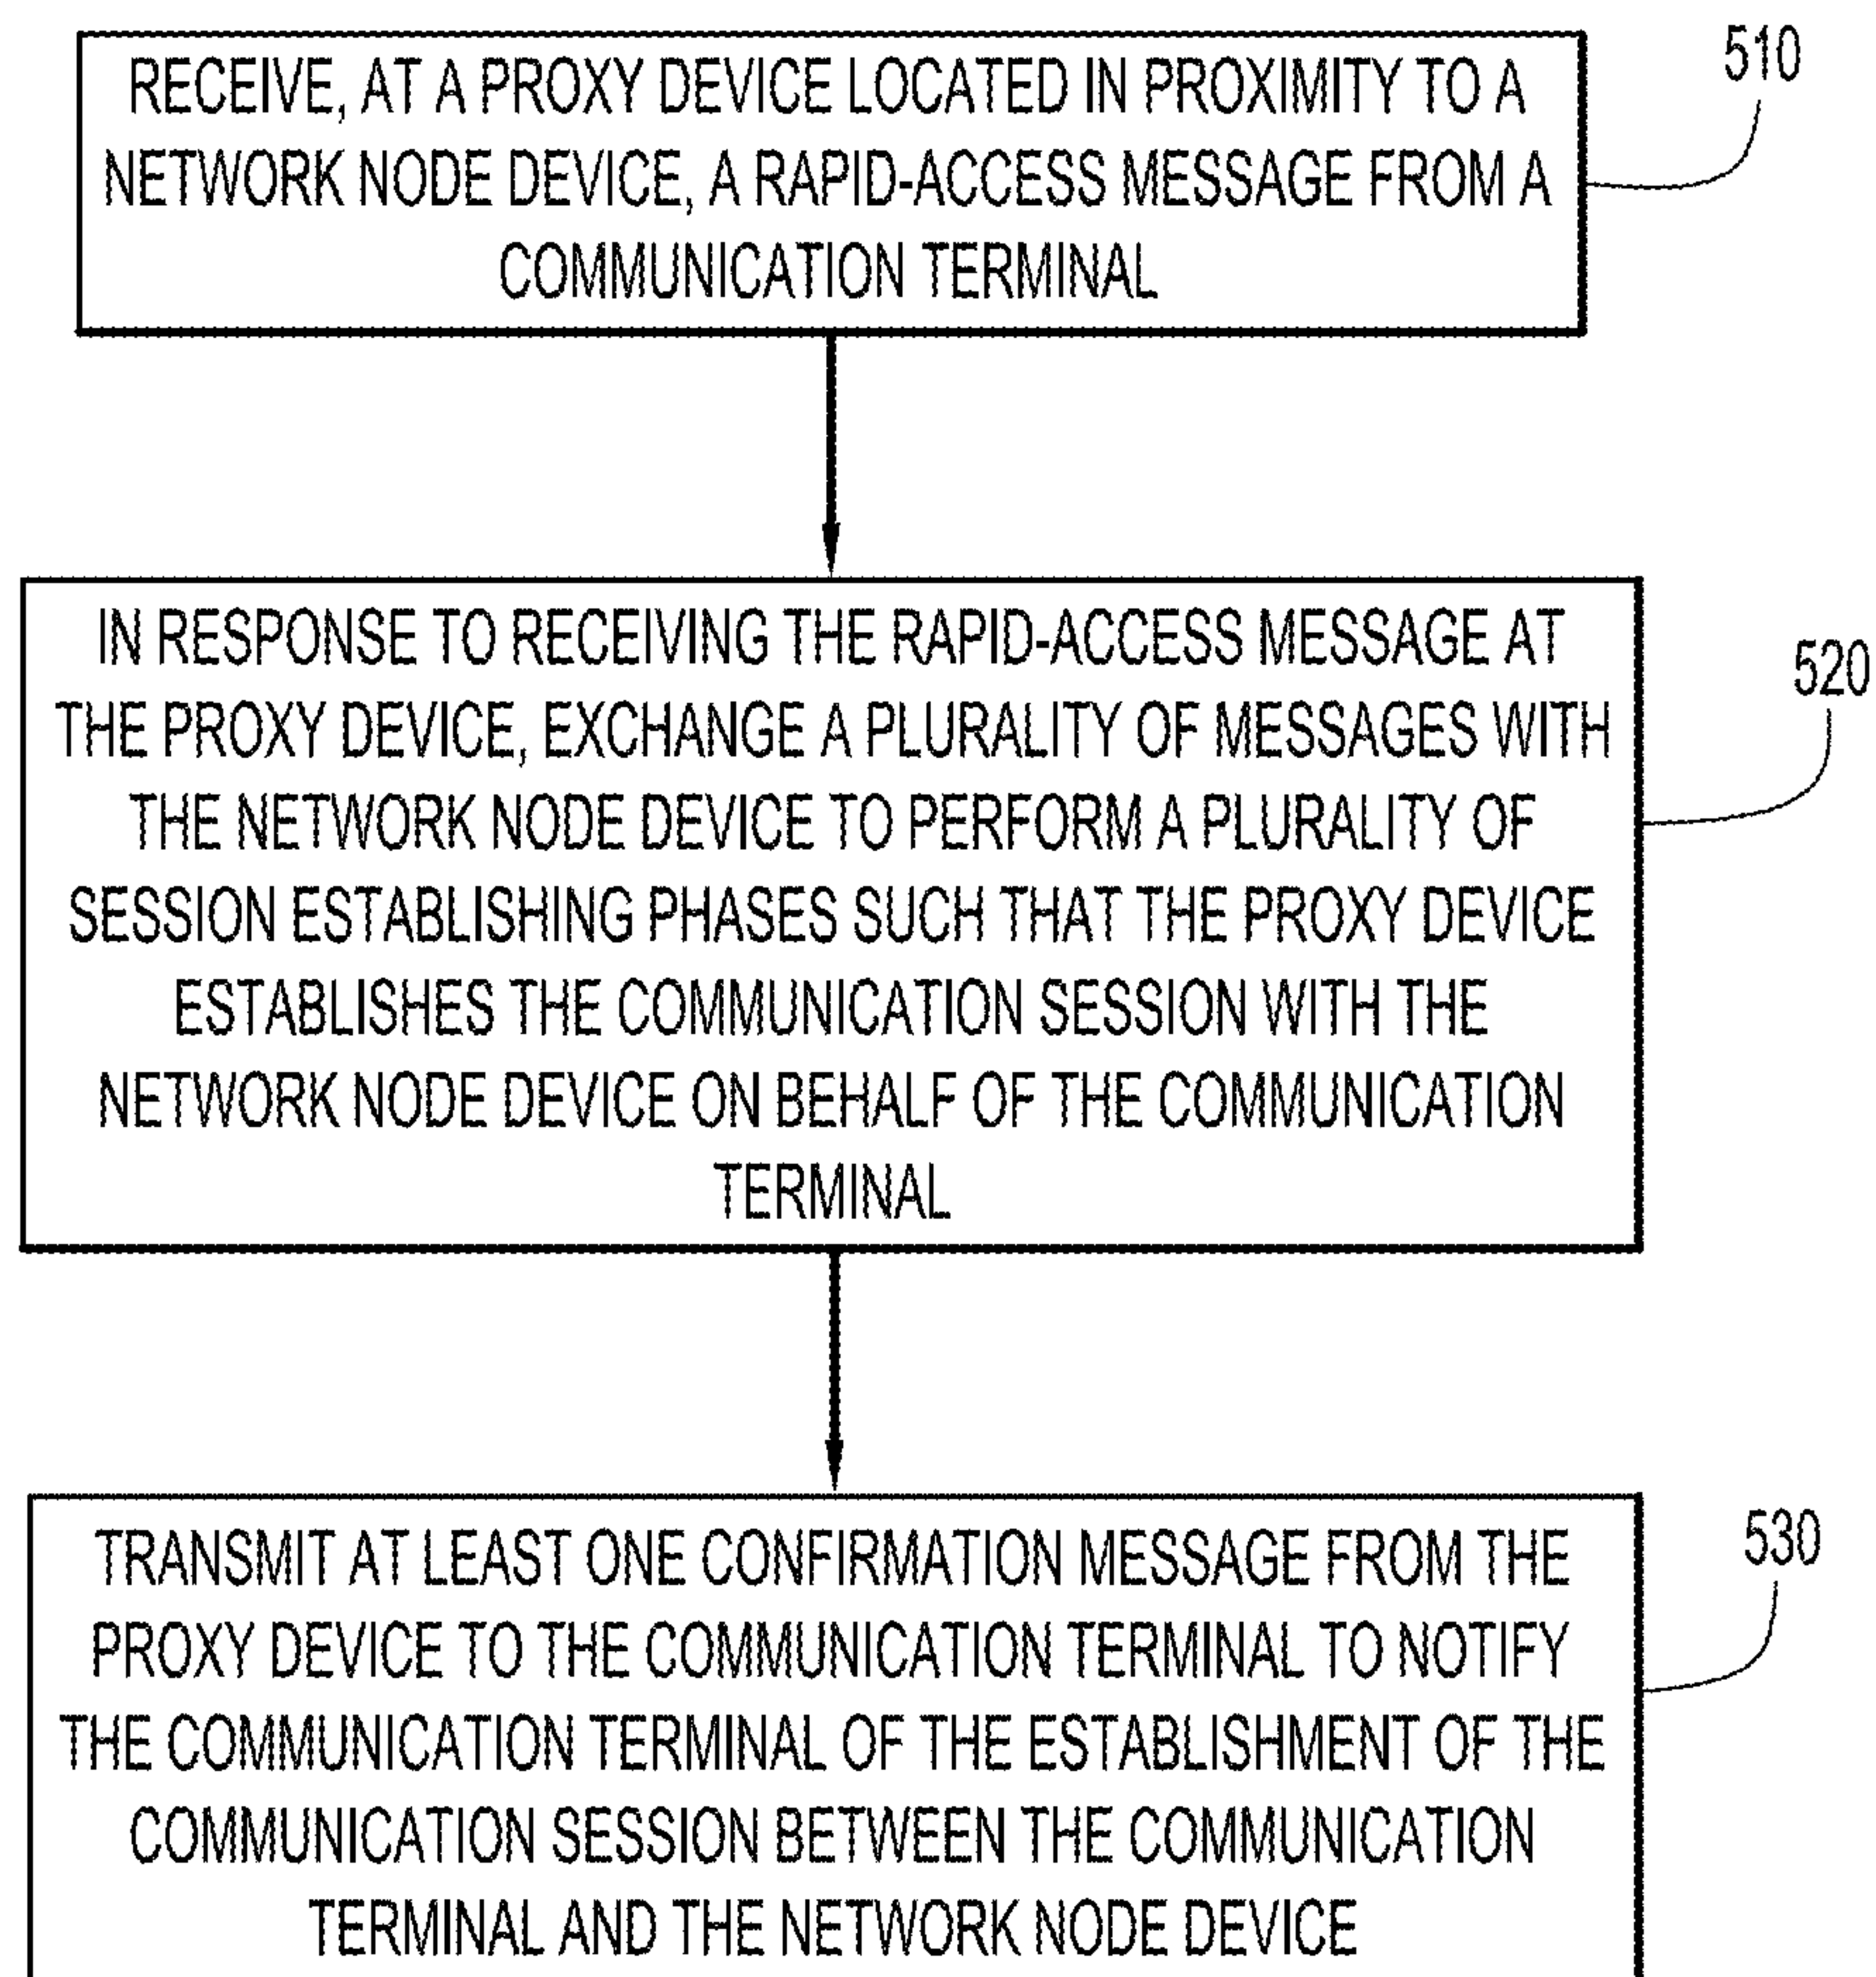 RECEIVE, AT A PROXY DEVICE LOCATED IN PROXIMITY TO A
NETWORK NODE DEVICE, A RAPID-ACCESS MESSAGE FROM A
COMMUNICATION TERMINAL
510
IN RESPONSE TO RECEIVING THE RAPID-ACCESS MESSAGE AT
THE PROXY DEVICE, EXCHANGE A PLURALITY OF MESSAGES WITH
THE NETWORK NODE DEVICE TO PERFORM A PLURALITY OF
SESSION ESTABLISHING PHASES SUCH THAT THE PROXY DEVICE
ESTABLISHES THE COMMUNICATION SESSION WITH THE
NETWORK NODE DEVICE ON BEHALF OF THE COMMUNICATION
TERMINAL
520
TRANSMIT AT LEAST ONE CONFIRMATION MESSAGE FROM THE
PROXY DEVICE TO THE COMMUNICATION TERMINAL TO NOTIFY
THE COMMUNICATION TERMINAL OF THE ESTABLISHMENT OF THE
COMMUNICATION SESSION BETWEEN THE COMMUNICATION
TERMINAL AND THE NETWORK NODE DEVICE
530